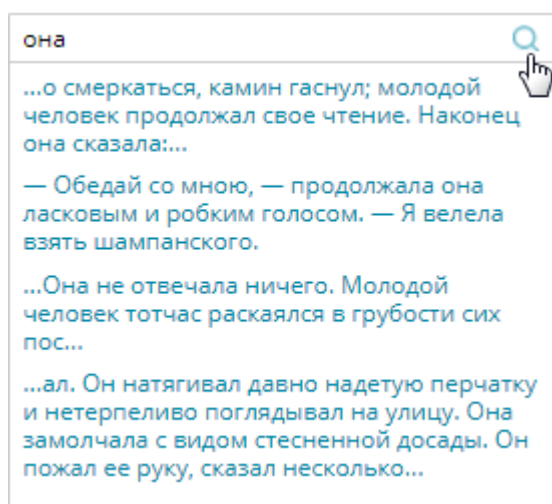 она
...о смеркаться, камин гаснул; молодой
человек продолжал свое чтение. Наконец
она сказала:...
— Обедай со мною, — продолжала она
ласковым и робким голосом. — Я велела
взять шампанского.
...Она не отвечала ничего. Молодой
человек тотчас раскаялся в грубости сих
пос...
...ал. Он натягивал давно надетую перчатку
и нетерпеливо поглядывал на улицу. Она
замолчала с видом стесненной досады. Он
пожал ее руку, сказал несколько...